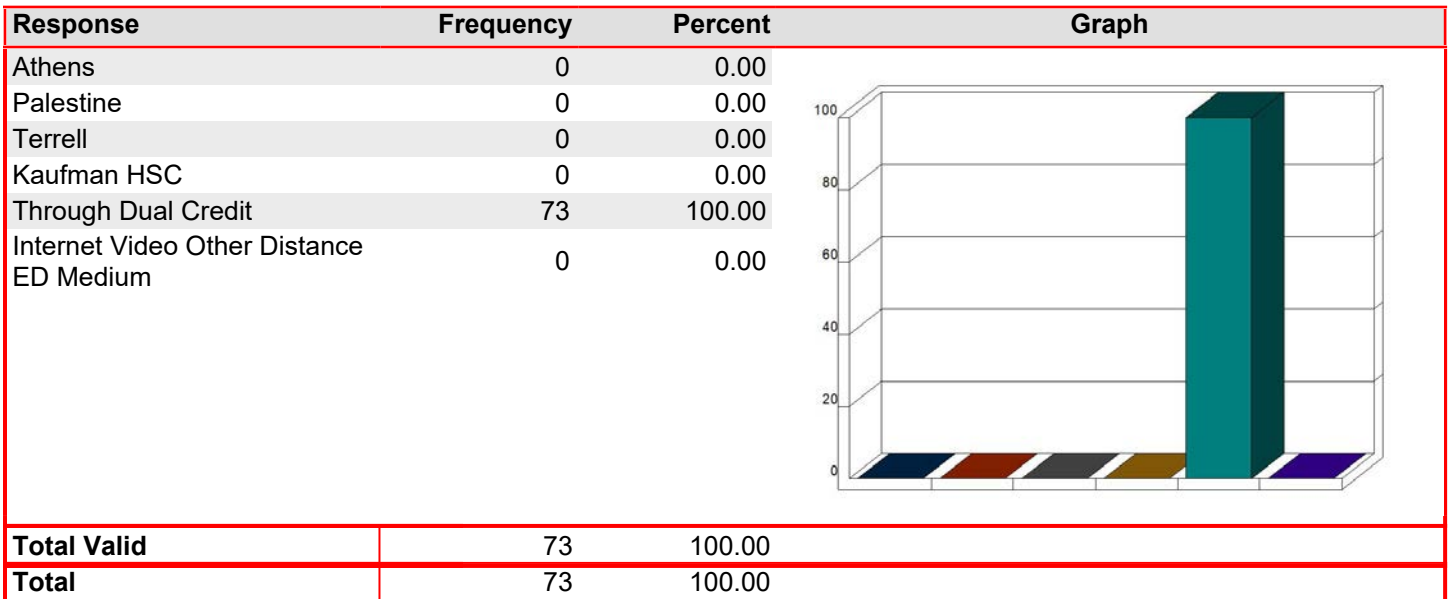 Response Frequency Percent Graph
Athens 0 0.00
Palestine 0 0.00
Terrell 0 0.00
Kaufman HSC 0 0.00
Through Dual Credit 73 100.00
Internet Video Other Distance
ED Medium 0 0.00
100
80
60
40
20
0
Total Valid 73 100.00
Total 73 100.00